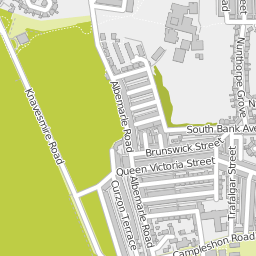 Nunthorpe Grove
Knavesmire Road
Albemarle Road
South Bank Ave
Brunswick Street
Queen Victoria Street
Trafalgar Street
Curzon Terrace
Albemarle Road
Campleshon Road